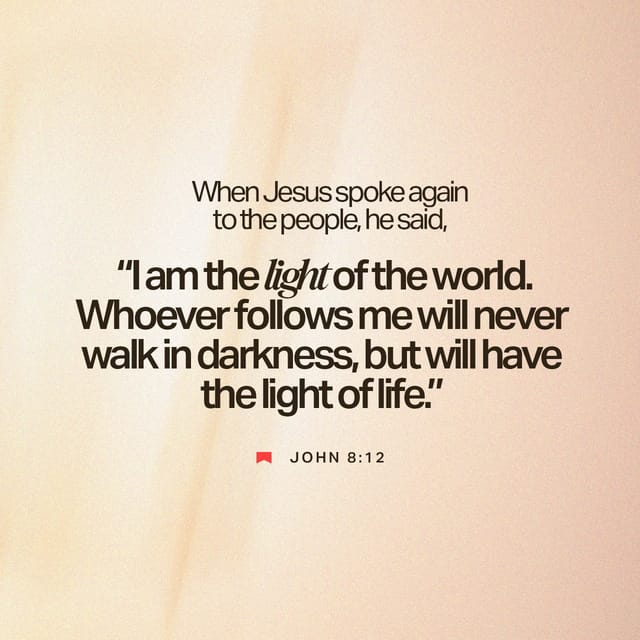 When Jesus spoke again
to the people, he said,
“I am the light of the world.
Whoever follows me will never
walk in darkness, but will have
the light of life.”
JOHN 8:12